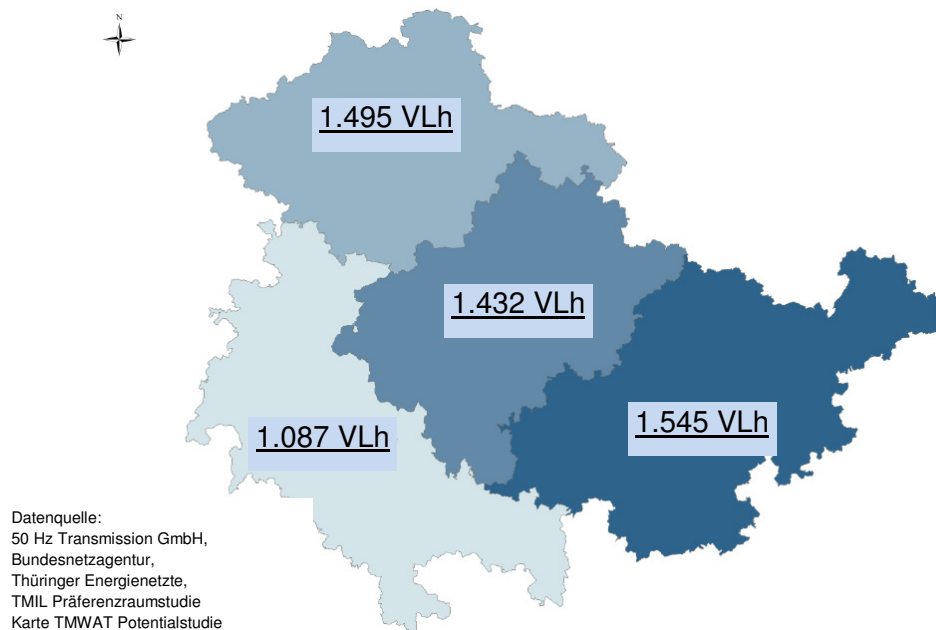 N
1.495 VLh
1.432 VLh
1.545 VLh
1.087 VLh
Datenquelle:
50 Hz Transmission GmbH,
Bundesnetzagentur,
Thüringer Energienetzte,
TMIL Präferenzraumstudie
Karte TMWAT Potentialstudie